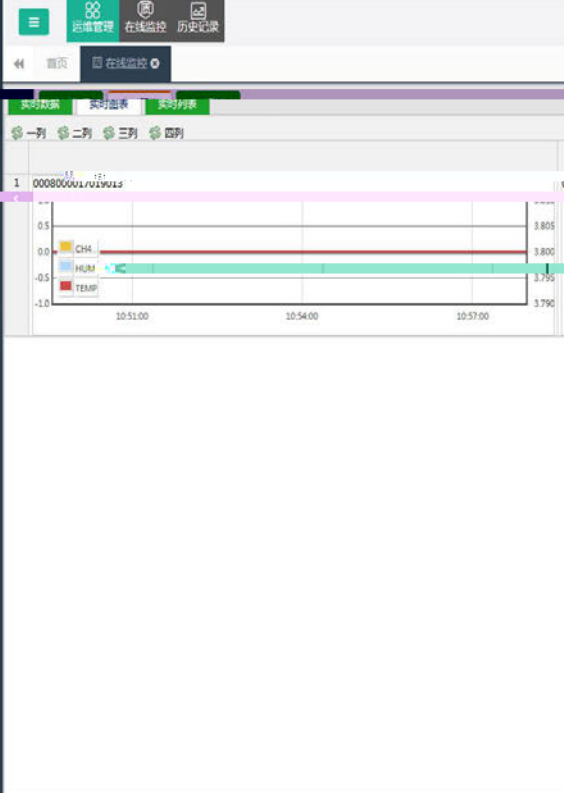 运维管理 在线监控 历史记录
首页 在线监控
实时数据 实时图表 实时列表
一列 二列 三列 四列
1 0008000017019013
0.5 3.805
0.0 CH4 3.800
-0.5 HUM 3.795
TEMP
-1.0 3.790
10:51:00 10:54:00 10:57:00